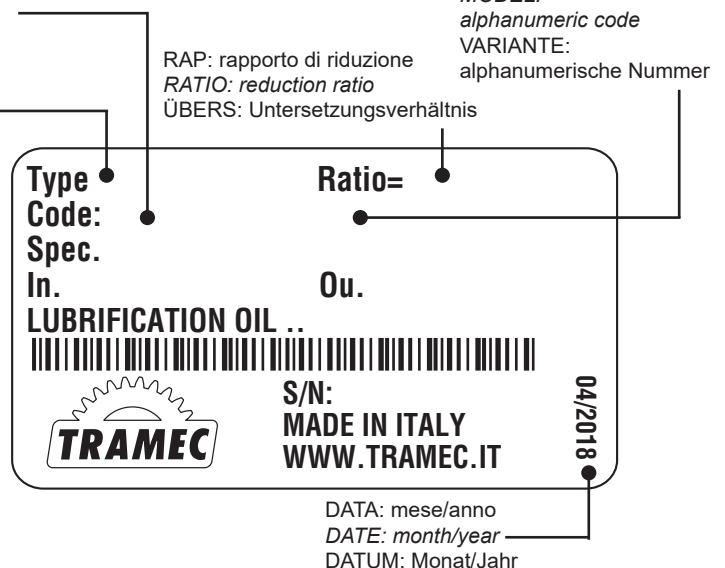 alphanumeric code
VARIANTE:
alphanumerische Nummer
RAP: rapporto di riduzione
RATIO: reduction ratio
ÜBERS: Untersetzungsverhältnis
Type Ratio=
Code:
Spec.
In. Ou.
LUBRIFICATION OIL ..
S/N:
MADE IN ITALY
WWW.TRAMEC.IT
TRAMEC
04/2018
DATA: mese/anno
DATE: month/year
DATUM: Monat/Jahr